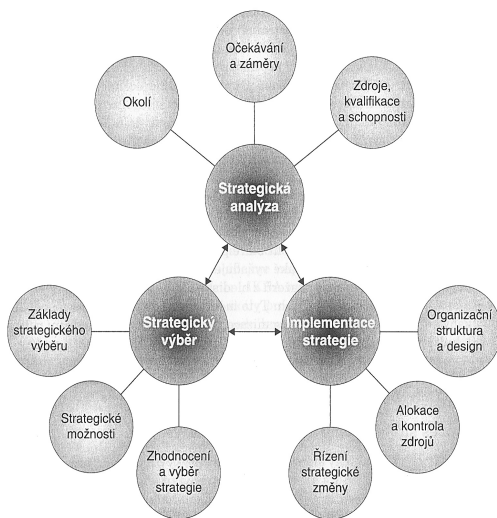 Očekávání
a záměry
Okolí
Zdroje,
kvalifikace
a schopnosti
Strategická
analýza
Základy
strategického
výběru
Strategický
výběr
Implementace
strategie
Organizační
struktura
a design
Strategické
možnosti
Alokace
a kontrola
zdrojů
Zhodnocení
a výběr
strategie
Řízení
strategické
změny